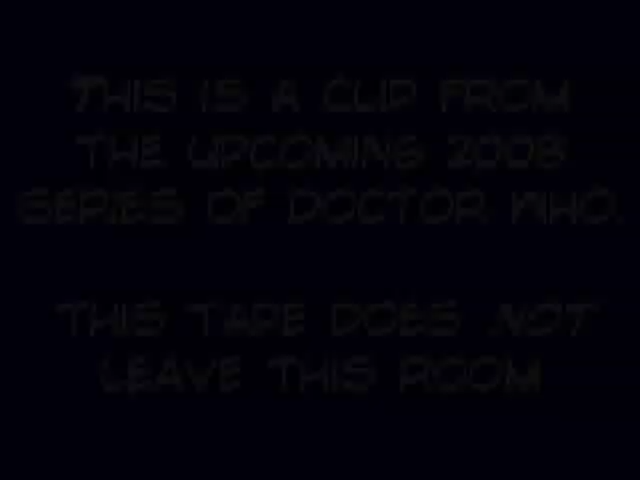 THIS IS A CLIP FROM
THE UPCOMING 2008
SERIES OF DOCTOR WHO.
THIS TAPE DOES NOT
LEAVE THIS ROOM